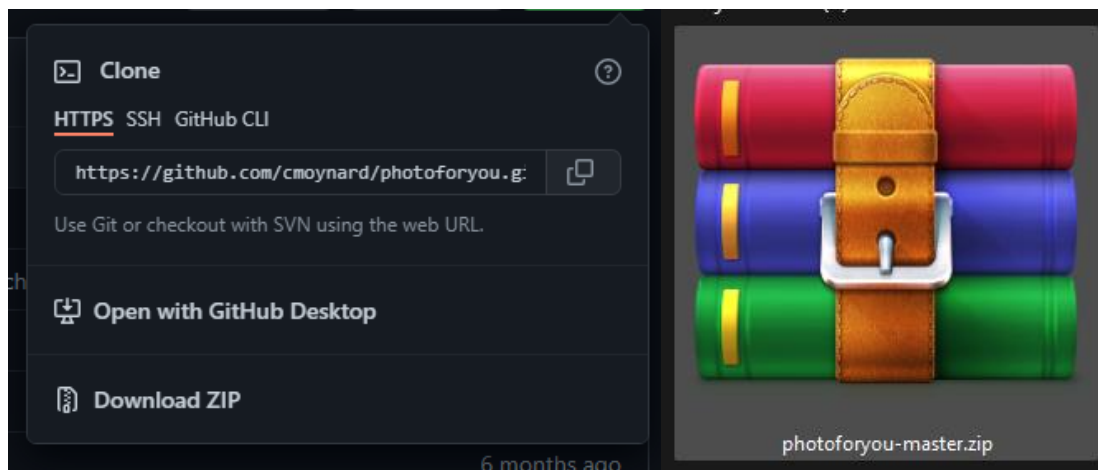 Clone
HTTPS SSH GitHub CLI
https://github.com/cmoynard/photoforyou.gi
Use Git or checkout with SVN using the web URL.
Open with GitHub Desktop
Download ZIP
6 months ago
photoforyou-master.zip